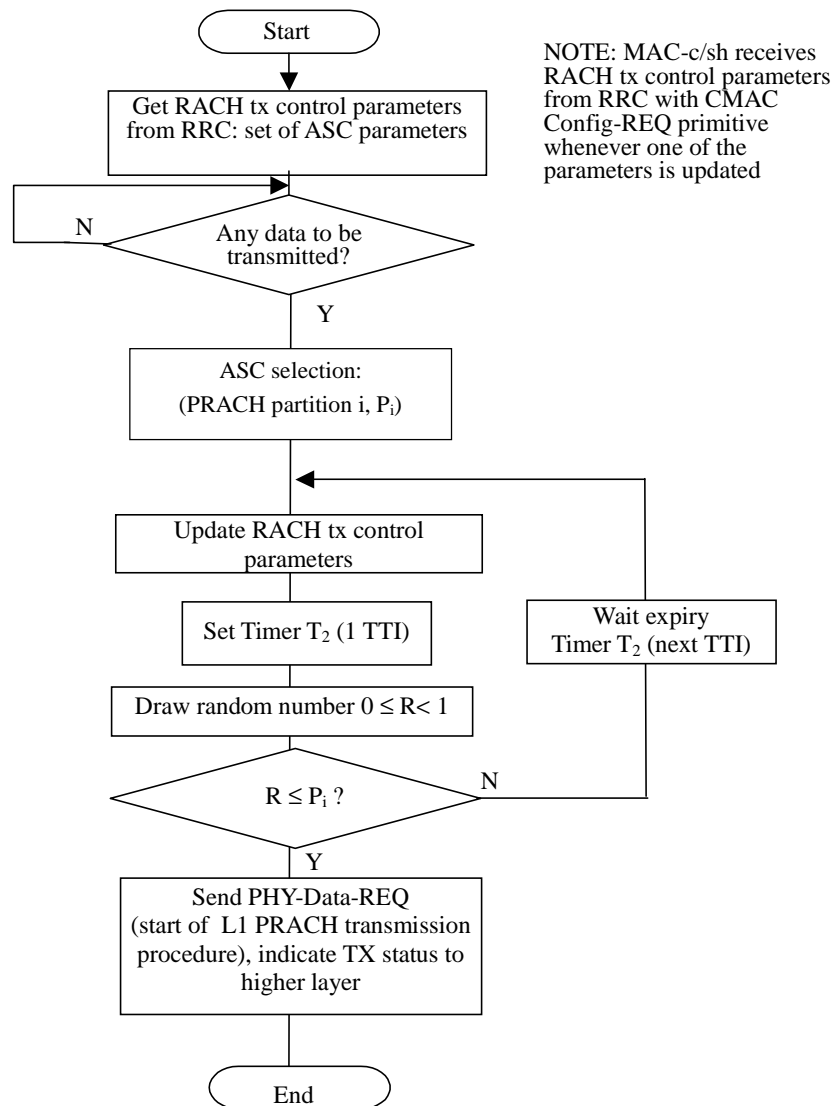 Start
NOTE: MAC-c/sh receives
RACH tx control parameters
from RRC with CMAC
Config-REQ primitive
whenever one of the
parameters is updated
Get RACH tx control parameters
from RRC: set of ASC parameters
N
Any data to be
transmitted?
Y
ASC selection:
(PRACH partition i, Pᵢ)
Update RACH tx control
parameters
Set Timer T₂ (1 TTI)
Wait expiry
Timer T₂ (next TTI)
Draw random number 0 ≤ R< 1
R ≤ Pᵢ ?
N
Y
Send PHY-Data-REQ
(start of L1 PRACH transmission
procedure), indicate TX status to
higher layer
End